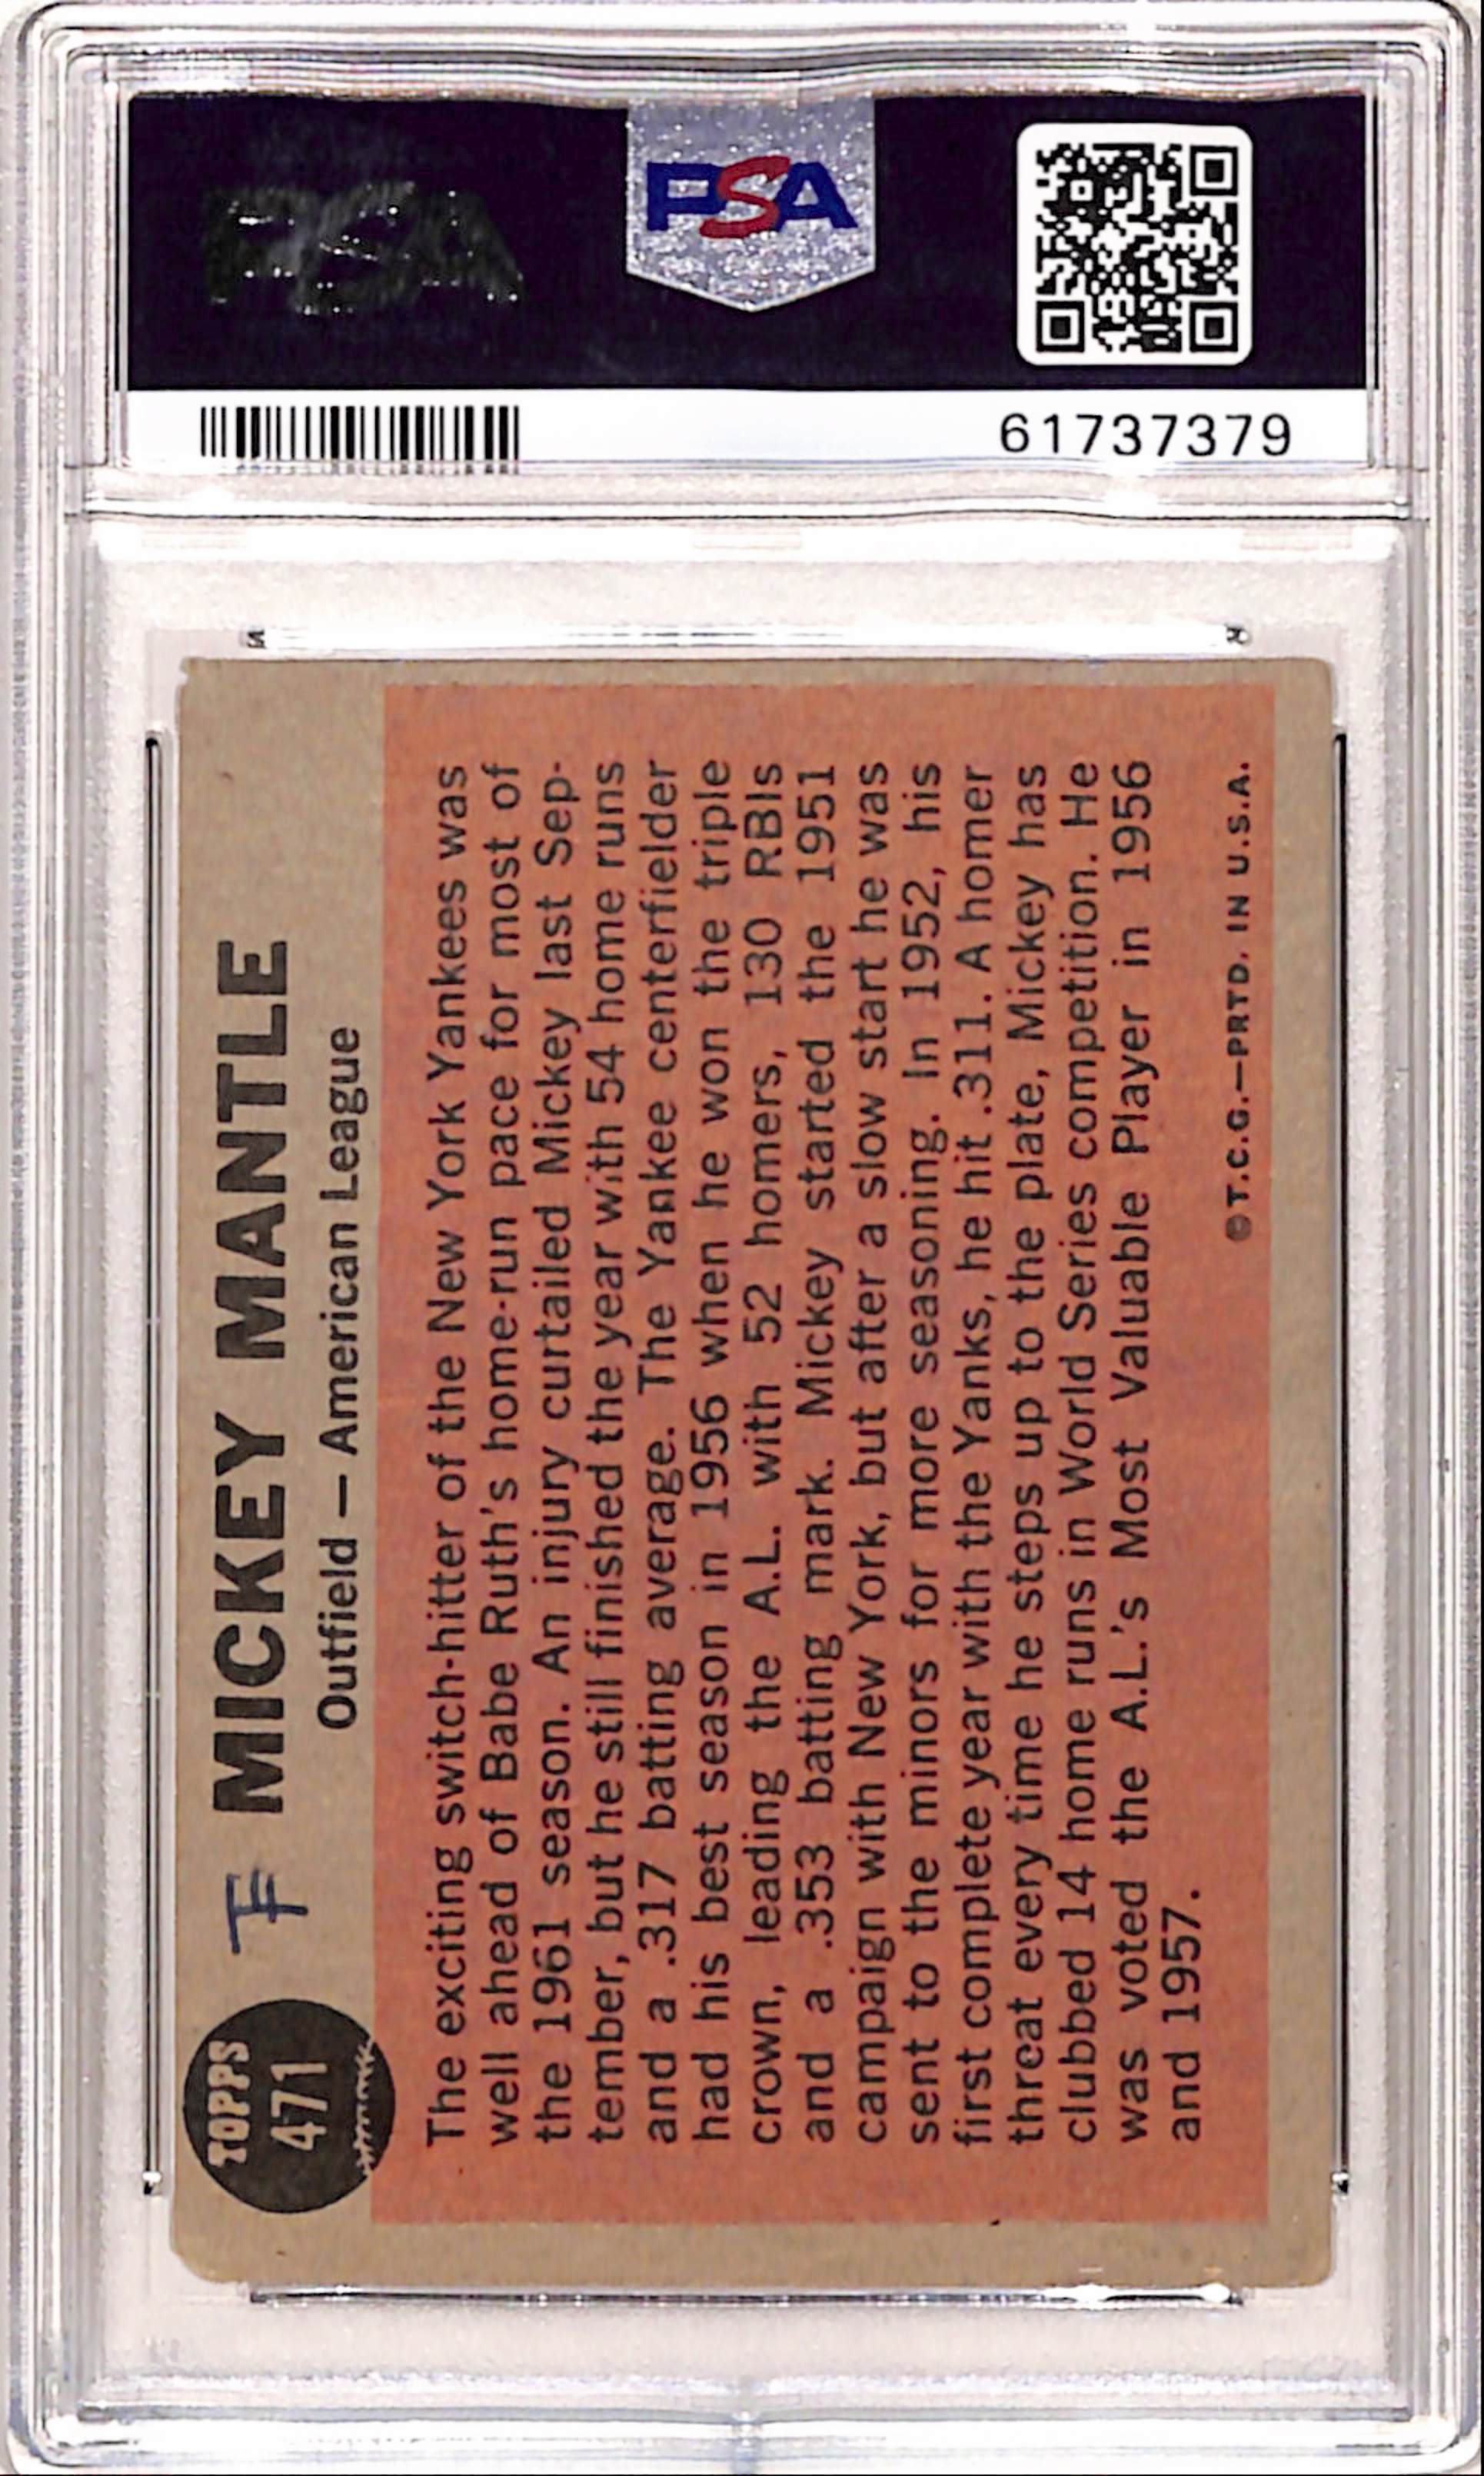 PSA
PSA
61737379
TOPPS
471
F MICKEY MANTLE
Outfield — American League
The exciting switch-hitter of the New York Yankees was
well ahead of Babe Ruth's home-run pace for most of
the 1961 season. An injury curtailed Mickey last Sep-
tember, but he still finished the year with 54 home runs
and a .317 batting average. The Yankee centerfielder
had his best season in 1956 when he won the triple
crown, leading the A.L. with 52 homers, 130 RBIs
and a .353 batting mark. Mickey started the 1951
campaign with New York, but after a slow start he was
sent to the minors for more seasoning. In 1952, his
first complete year with the Yanks, he hit .311. A homer
threat every time he steps up to the plate, Mickey has
clubbed 14 home runs in World Series competition. He
was voted the A.L.'s Most Valuable Player in 1956
and 1957.
©T.C.G.—PRTD. IN U.S.A.